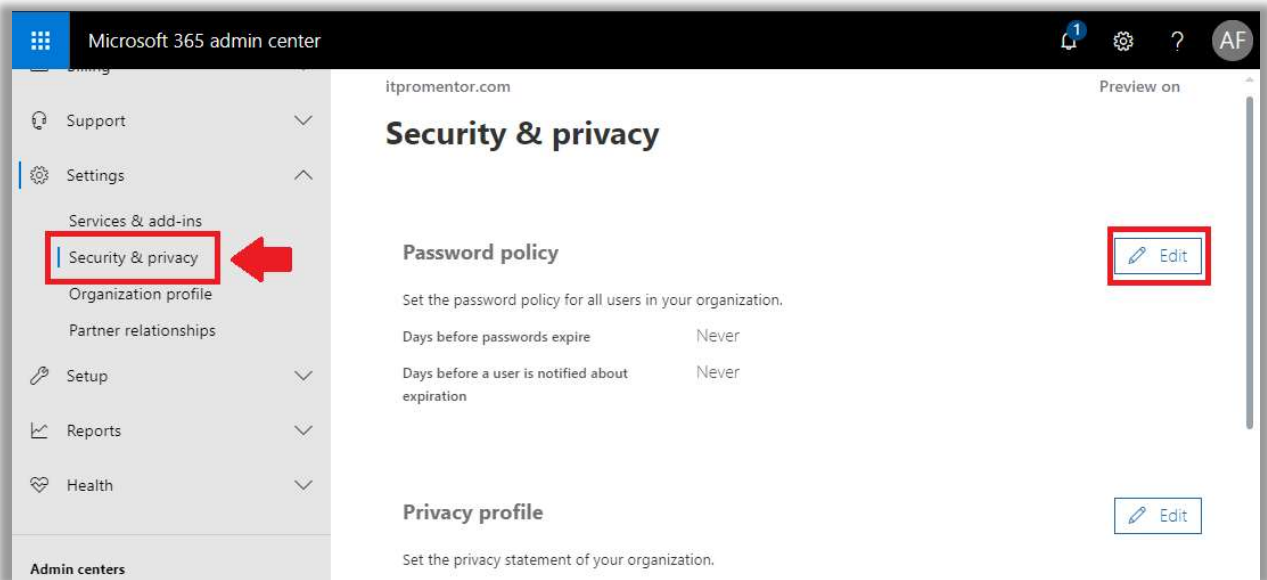 Microsoft 365 admin center
1
AF
Billing
Support
Settings
Services & add-ins
Security & privacy
Organization profile
Partner relationships
Setup
Reports
Health
Admin centers
itpromentor.com
Preview on
Security & privacy
Password policy
Edit
Set the password policy for all users in your organization.
Days before passwords expire
Never
Days before a user is notified about
expiration
Never
Privacy profile
Edit
Set the privacy statement of your organization.